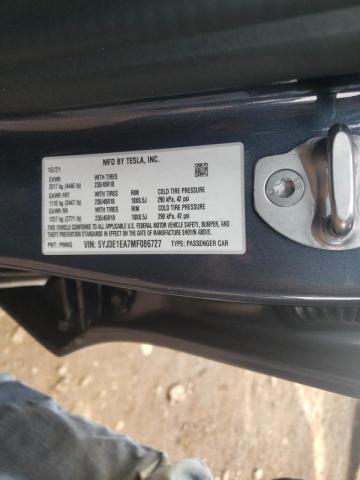 MFD BY TESLA, INC.
10/21
GVWR WITH TIRES
2017 kg (4446 lb) 235/45R18
GAWR FRT WITH TIRES COLD TIRE PRESSURE
1110 kg (2447 lb) 235/45R18 18X8.5J 290 kPa, 42 psi
GAWR RR WITH TIRES COLD TIRE PRESSURE
1257 kg (2771 lb) 235/45R18 18X8.5J 290 kPa, 42 psi
THIS VEHICLE CONFORMS TO ALL APPLICABLE U.S. FEDERAL MOTOR VEHICLE SAFETY, BUMPER, AND THEFT
PREVENTION STANDARDS IN EFFECT ON THE DATE OF MANUFACTURE SHOWN ABOVE.
PNT: PMNG VIN: 5YJ3E1EA7MF086727 TYPE: PASSENGER CAR